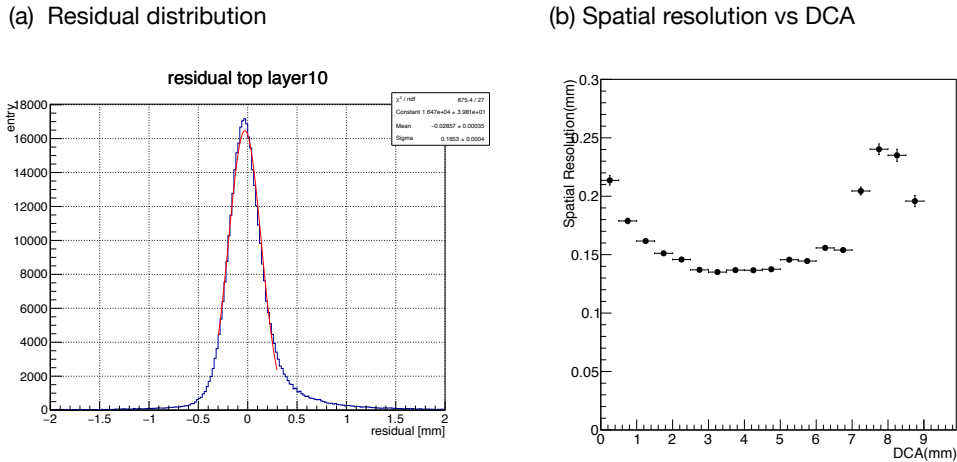 (a) Residual distribution
(b) Spatial resolution vs DCA
residual top layer10
entry
18000
16000
14000
12000
10000
8000
6000
4000
2000
0
−2 −1.5 −1 −0.5 0 0.5 1 1.5 2
residual [mm]
χ² / ndf 875.4 / 27
Constant 1.647e+04 ± 3.981e+01
Mean −0.02857 ± 0.00035
Sigma 0.1653 ± 0.0004
Spatial Resolution(mm)
0.3
0.25
0.2
0.15
0.1
0.05
0
0 1 2 3 4 5 6 7 8 9
DCA(mm)